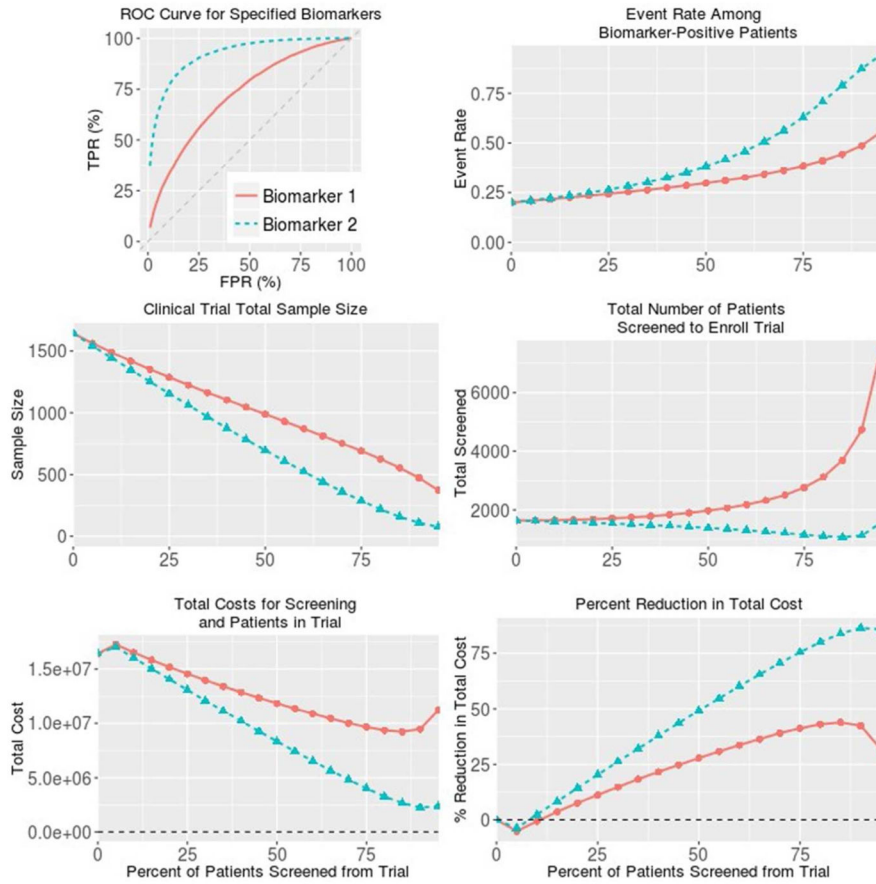 ROC Curve for Specified Biomarkers
100
75
50
25
0
TPR (%)
Biomarker 1
Biomarker 2
0 25 50 75 100
FPR (%)
Event Rate Among
Biomarker-Positive Patients
0.75
0.50
0.25
0.00
Event Rate
0 25 50 75
Clinical Trial Total Sample Size
1500
1000
500
0
Sample Size
0 25 50 75
Total Number of Patients
Screened to Enroll Trial
6000
4000
2000
Total Screened
0 25 50 75
Total Costs for Screening
and Patients in Trial
1.5e+07
1.0e+07
5.0e+06
0.0e+00
Total Cost
0 25 50 75
Percent of Patients Screened from Trial
Percent Reduction in Total Cost
75
50
25
0
% Reduction in Total Cost
0 25 50 75
Percent of Patients Screened from Trial